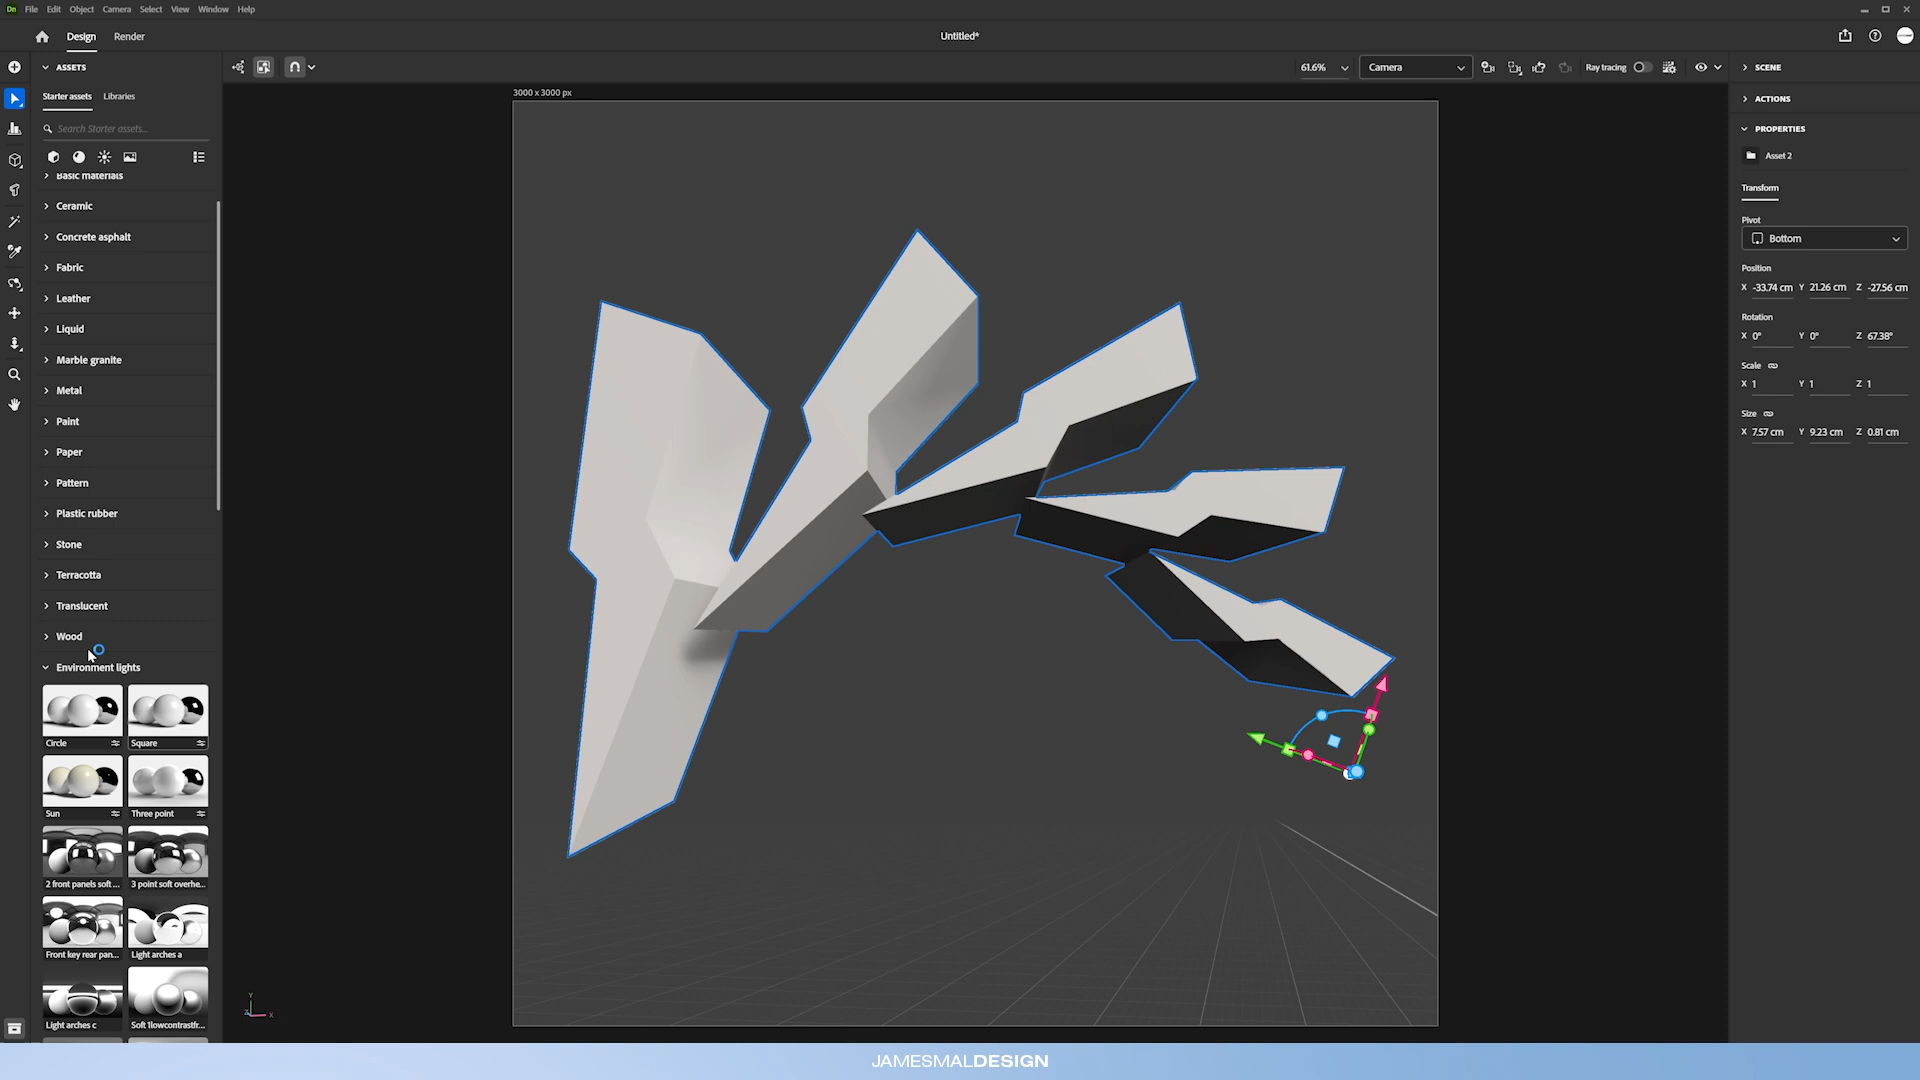 Dn File Edit Object Camera Select View Window Help
Design Render
Untitled*
ASSETS
61.6%
Camera
Ray tracing
SCENE
Starter assets Libraries
3000 x 3000 px
ACTIONS
Search Starter assets...
PROPERTIES
Asset 2
Basic materials
Ceramic
Concrete asphalt
Fabric
Leather
Liquid
Marble granite
Metal
Paint
Paper
Pattern
Plastic rubber
Stone
Terracotta
Translucent
Wood
Environment lights
Circle
Square
Sun
Three point
2 front panels soft ...
3 point soft overhe...
Front key rear pan...
Light arches a
Light arches c
Soft 1lowcontrastfr...
Transform
Pivot
Bottom
Position
X -33.74 cm Y 21.26 cm Z -27.56 cm
Rotation
X 0° Y 0° Z 67.38°
Scale
X 1 Y 1 Z 1
Size
X 7.57 cm Y 9.23 cm Z 0.81 cm
Y
Z X
JAMESMALDESIGN